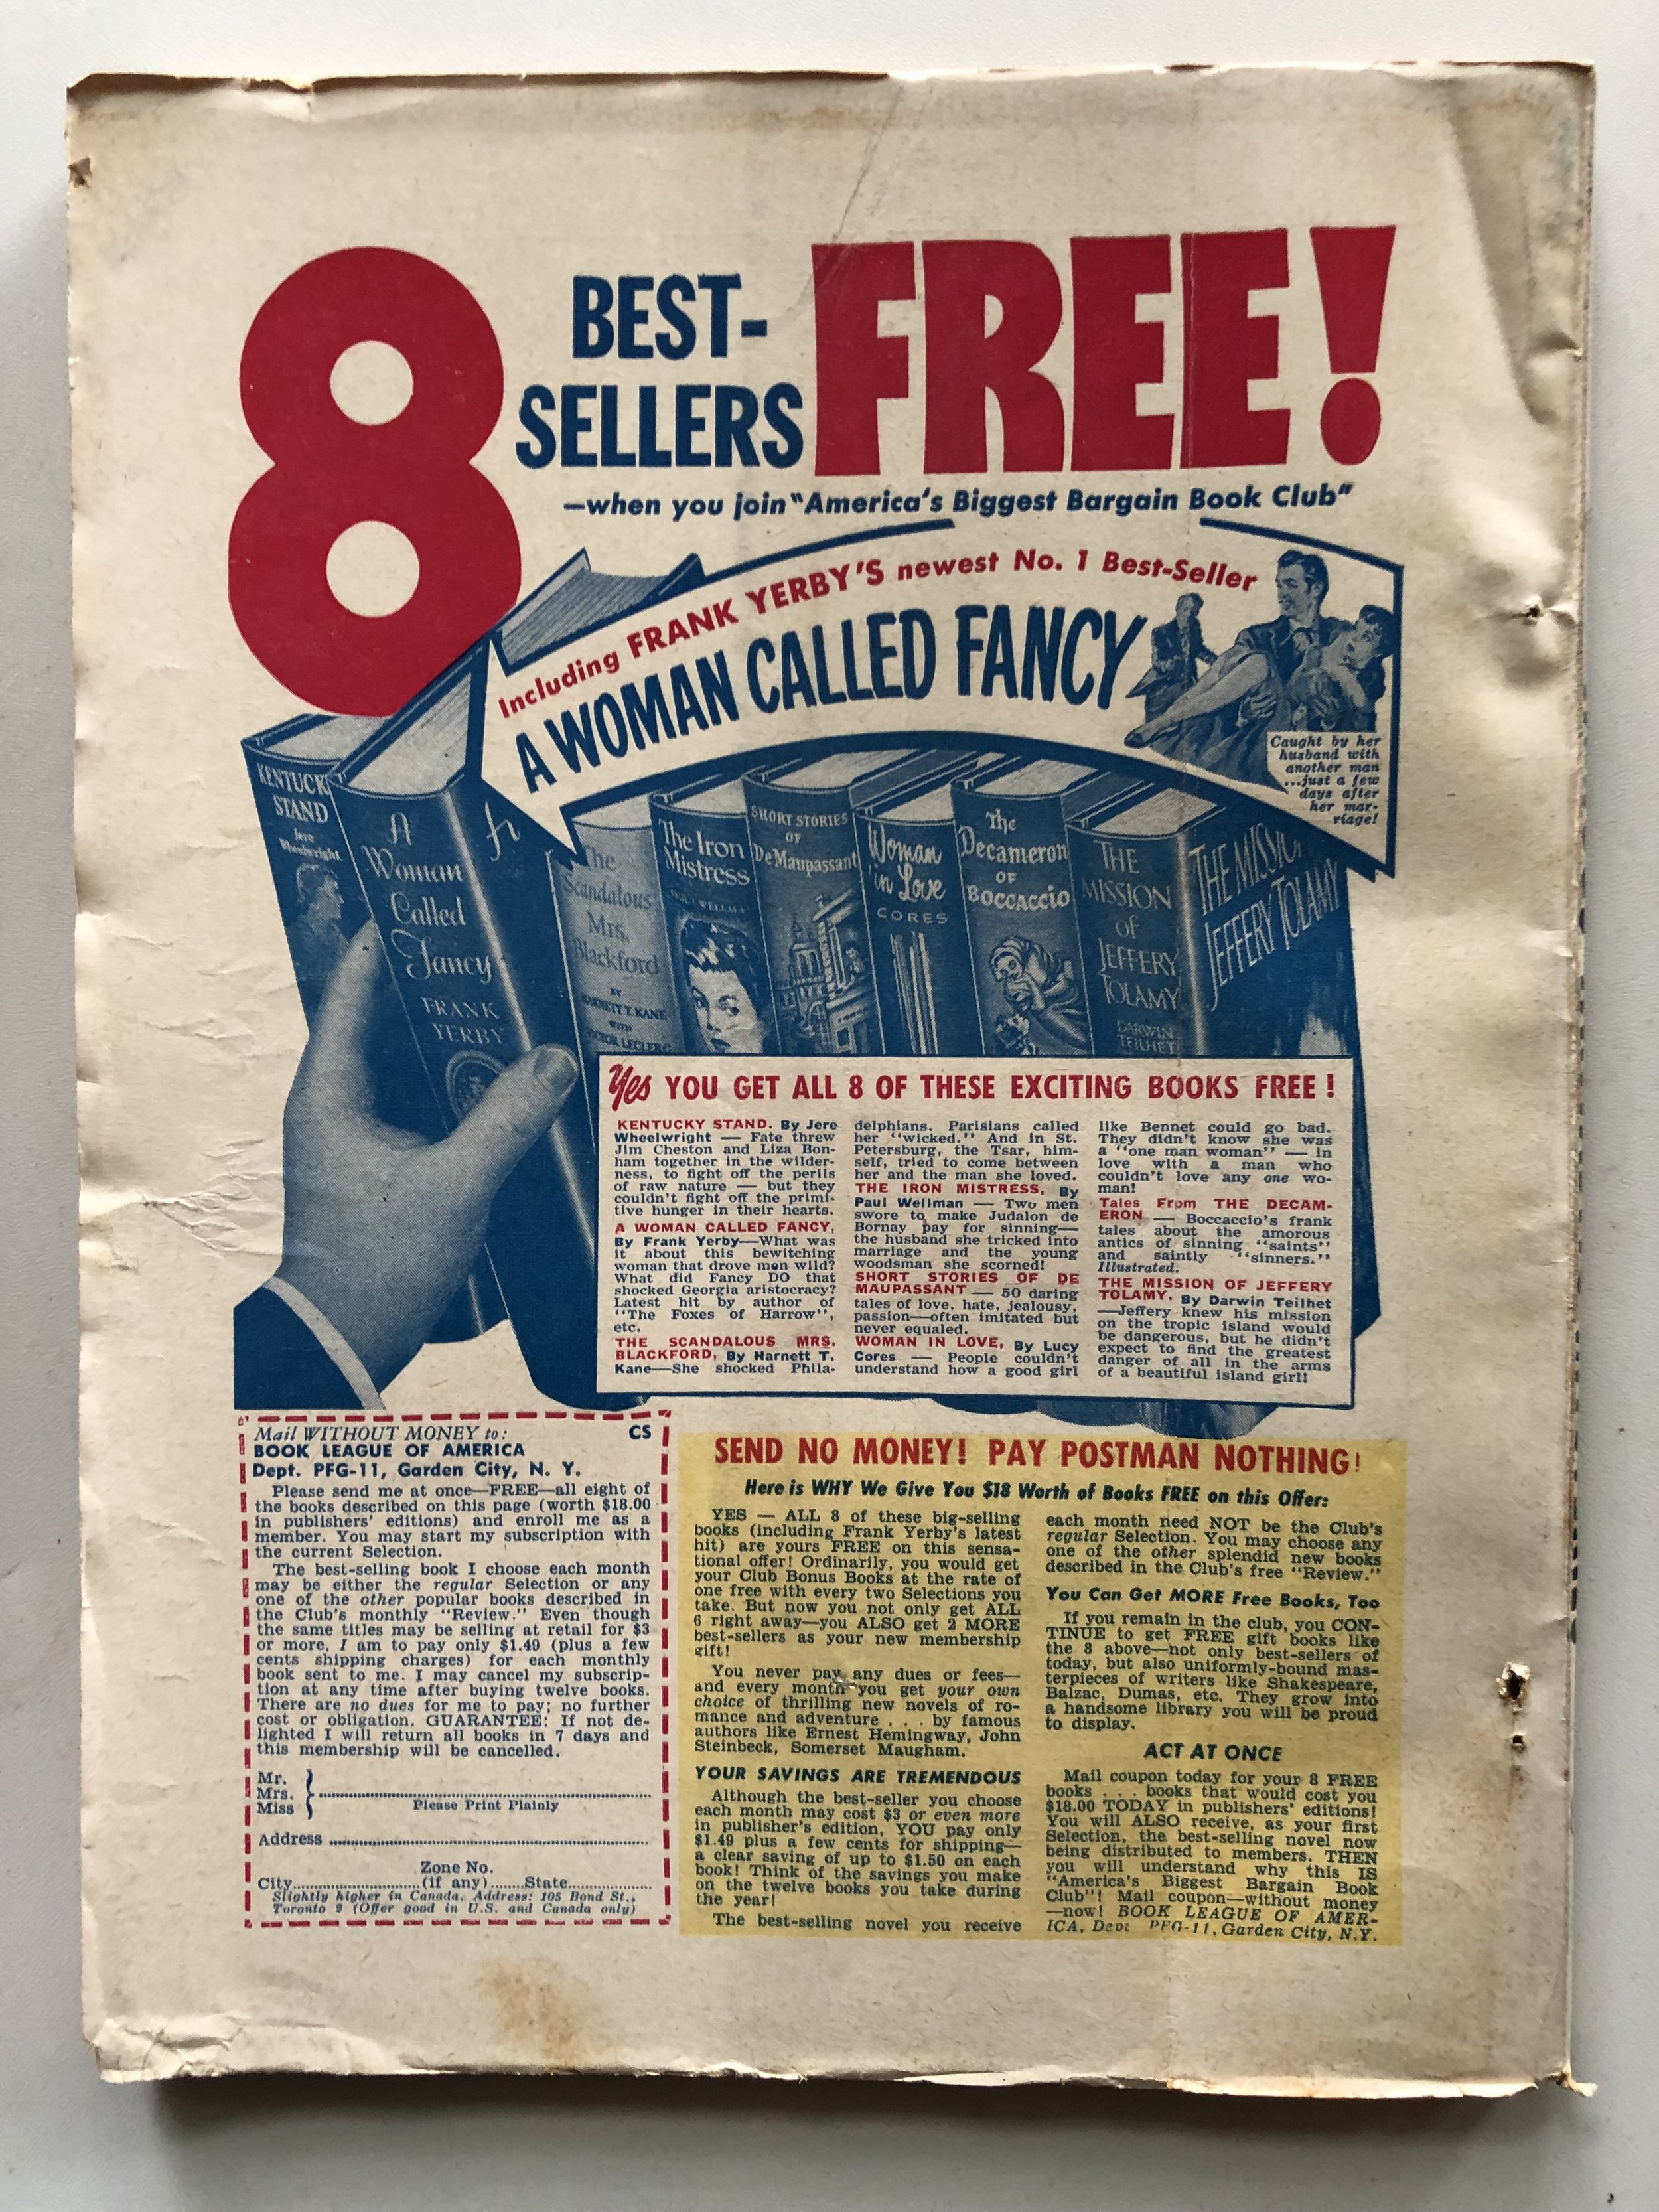 8
BEST-
SELLERS
FREE!
—when you join "America's Biggest Bargain Book Club"
Including FRANK YERBY'S newest No. 1 Best-Seller
A WOMAN CALLED FANCY
Caught by her
husband with
another man
...just a few
days after
her mar-
riage!
KENTUCK
STAND
Jere
Wheelwright
A
Woman
Called
Fancy
FRANK
YERBY
The
Scandalous
Mrs.
Blackford
BY
HARNETT T. KANE
WITH
VICTOR LECLERC
The Iron
Mistress
SHORT STORIES
OF
De Maupassant
Woman
in Love
CORES
The
Decameron
OF
BOCCACCIO
THE
MISSION
of
JEFFERY
TOLAMY
DARWIN
TEILHET
THE MISSION
JEFFERY TOLAMY
Yes YOU GET ALL 8 OF THESE EXCITING BOOKS FREE!
KENTUCKY STAND. By Jere
Wheelwright — Fate threw
Jim Cheston and Liza Bon-
ham together in the wilder-
ness, to fight off the perils
of raw nature — but they
couldn't fight off the primi-
tive hunger in their hearts.
A WOMAN CALLED FANCY,
By Frank Yerby—What was
it about this bewitching
woman that drove men wild?
What did Fancy DO that
shocked Georgia aristocracy?
Latest hit by author of
"The Foxes of Harrow",
etc.
THE SCANDALOUS MRS.
BLACKFORD, By Harnett T.
Kane—She shocked Phila-
delphians. Parisians called
her "wicked." And in St.
Petersburg, the Tsar, him-
self, tried to come between
her and the man she loved.
THE IRON MISTRESS, By
Paul Wellman — Two men
swore to make Judalon de
Bornay pay for sinning—
the husband she tricked into
marriage and the young
woodsman she scorned!
SHORT STORIES OF DE
MAUPASSANT — 50 daring
tales of love, hate, jealousy,
passion—often imitated but
never equaled.
WOMAN IN LOVE, By Lucy
Cores — People couldn't
understand how a good girl
like Bennet could go bad.
They didn't know she was
a "one man woman" — in
love with a man who
couldn't love any one wo-
man!
Tales From THE DECAM-
ERON — Boccaccio's frank
tales about the amorous
antics of sinning "saints"
and saintly "sinners."
Illustrated.
THE MISSION OF JEFFERY
TOLAMY. By Darwin Teilhet
—Jeffery knew his mission
on the tropic island would
be dangerous, but he didn't
expect to find the greatest
danger of all in the arms
of a beautiful island girl!
Mail WITHOUT MONEY to: CS
BOOK LEAGUE OF AMERICA
Dept. PFG-11, Garden City, N. Y.
Please send me at once—FREE—all eight of
the books described on this page (worth $18.00
in publishers' editions) and enroll me as a
member. You may start my subscription with
the current Selection.
The best-selling book I choose each month
may be either the regular Selection or any
one of the other popular books described in
the Club's monthly "Review." Even though
the same titles may be selling at retail for $3
or more, I am to pay only $1.49 (plus a few
cents shipping charges) for each monthly
book sent to me. I may cancel my subscrip-
tion at any time after buying twelve books.
There are no dues for me to pay; no further
cost or obligation. GUARANTEE: If not de-
lighted I will return all books in 7 days and
this membership will be cancelled.
Mr.
Mrs.
Miss
Please Print Plainly
Address
Zone No.
City..........(if any)......State..........
Slightly higher in Canada. Address: 105 Bond St.,
Toronto 2 (Offer good in U.S. and Canada only)
SEND NO MONEY! PAY POSTMAN NOTHING!
Here is WHY We Give You $18 Worth of Books FREE on this Offer:
YES — ALL 8 of these big-selling
books (including Frank Yerby's latest
hit) are yours FREE on this sensa-
tional offer! Ordinarily, you would get
your Club Bonus Books at the rate of
one free with every two Selections you
take. But now you not only get ALL
6 right away—you ALSO get 2 MORE
best-sellers as your new membership
gift!
You never pay any dues or fees—
and every month you get your own
choice of thrilling new novels of ro-
mance and adventure . . . by famous
authors like Ernest Hemingway, John
Steinbeck, Somerset Maugham.
YOUR SAVINGS ARE TREMENDOUS
Although the best-seller you choose
each month may cost $3 or even more
in publisher's edition, YOU pay only
$1.49 plus a few cents for shipping—
a clear saving of up to $1.50 on each
book! Think of the savings you make
on the twelve books you take during
the year!
The best-selling novel you receive
each month need NOT be the Club's
regular Selection. You may choose any
one of the other splendid new books
described in the Club's free "Review."
You Can Get MORE Free Books, Too
If you remain in the club, you CON-
TINUE to get FREE gift books like
the 8 above—not only best-sellers of
today, but also uniformly-bound mas-
terpieces of writers like Shakespeare,
Balzac, Dumas, etc. They grow into
a handsome library you will be proud
to display.
ACT AT ONCE
Mail coupon today for your 8 FREE
books . . . books that would cost you
$18.00 TODAY in publishers' editions!
You will ALSO receive, as your first
Selection, the best-selling novel now
being distributed to members. THEN
you will understand why this IS
"America's Biggest Bargain Book
Club"! Mail coupon—without money
—now! BOOK LEAGUE OF AMER-
ICA, Dept PFG-11, Garden City, N.Y.